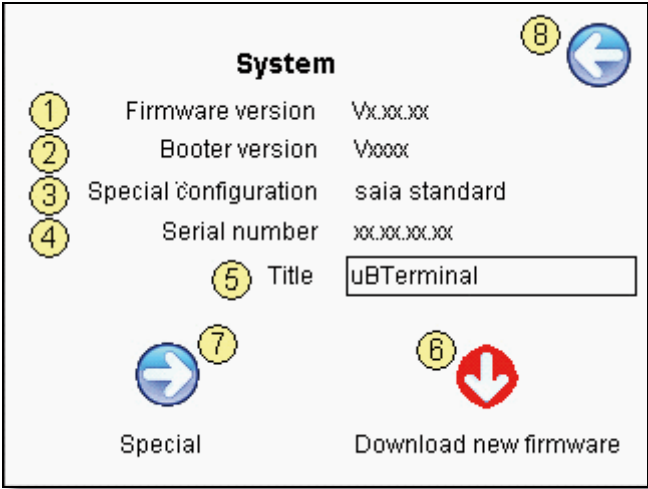 8
System
1 Firmware version Vx.xx.xx
2 Booter version Vxxxx
3 Special configuration saia standard
4 Serial number xx.xx.xx.xx
5 Title uBTerminal
7 6
Special Download new firmware